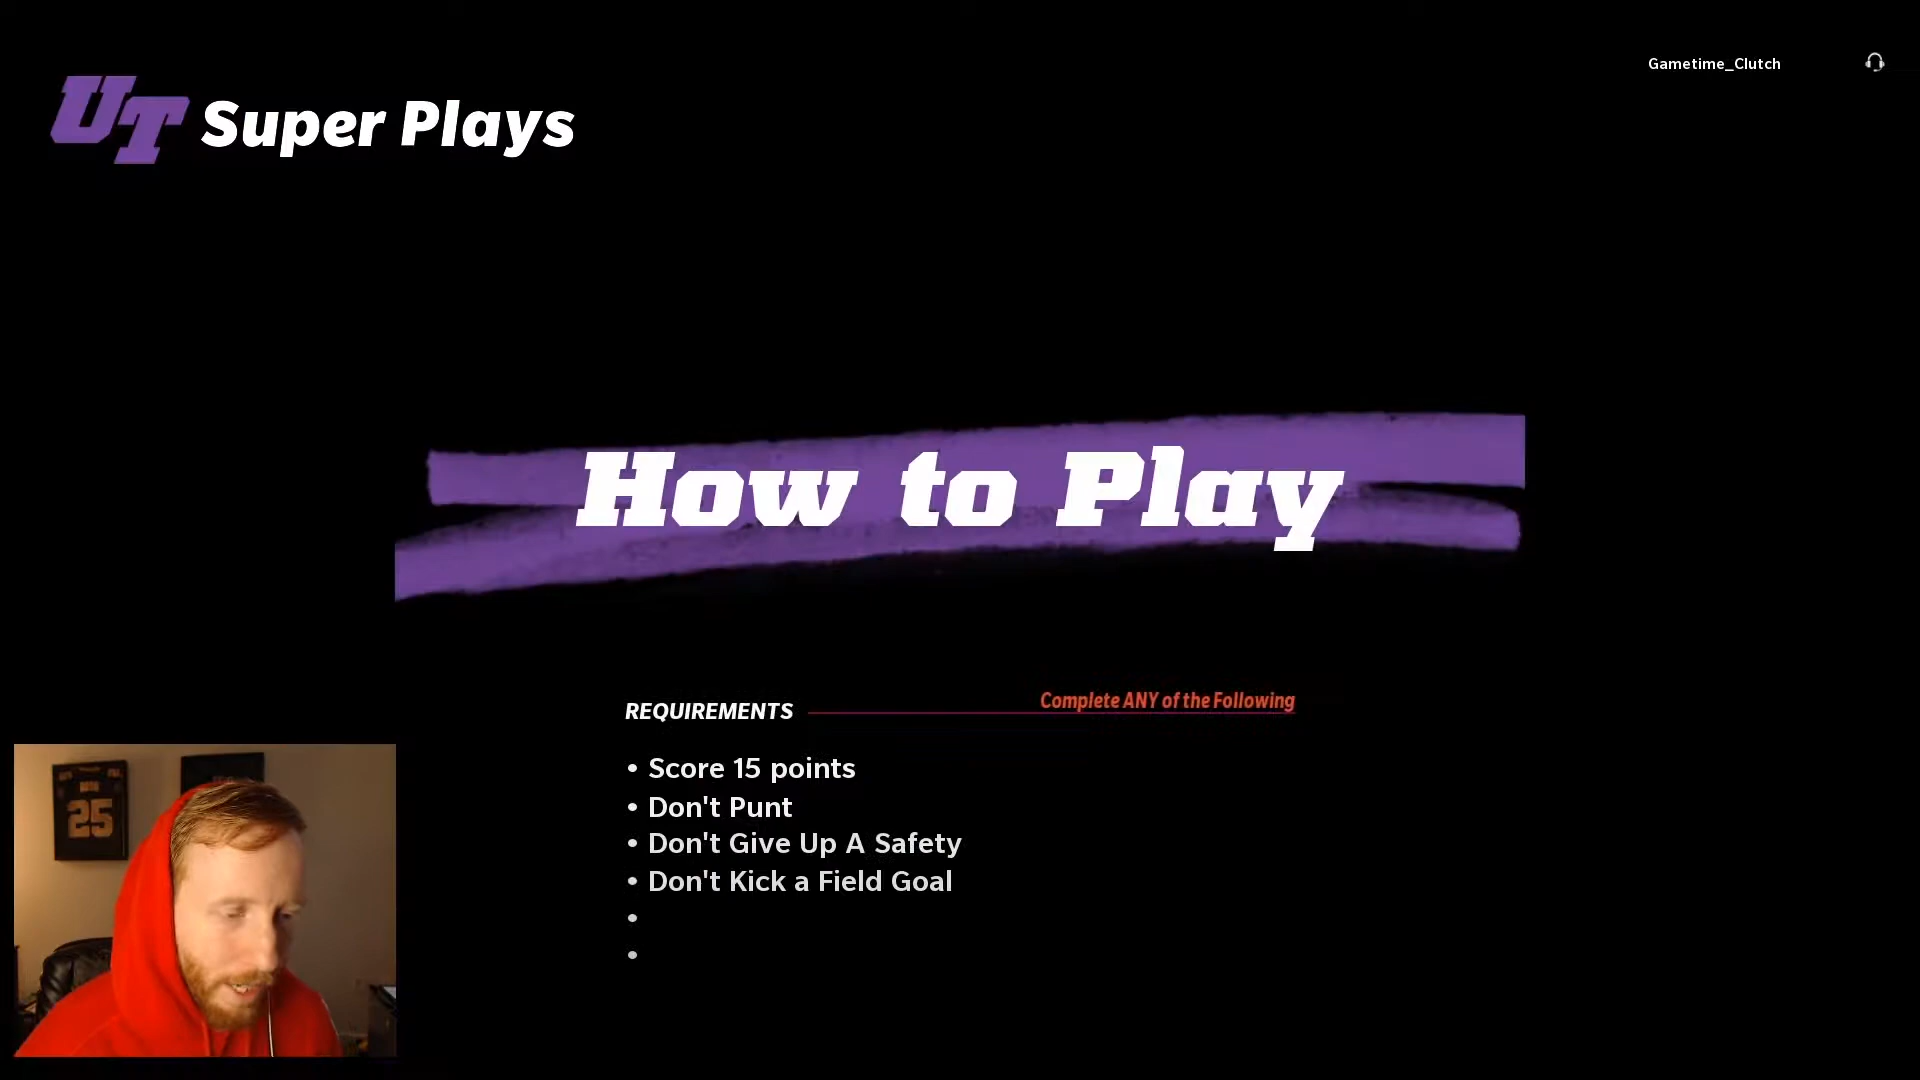 Gametime_Clutch
UT Super Plays
How to Play
REQUIREMENTS
Complete ANY of the Following
• Score 15 points
• Don't Punt
• Don't Give Up A Safety
• Don't Kick a Field Goal
•
•
25